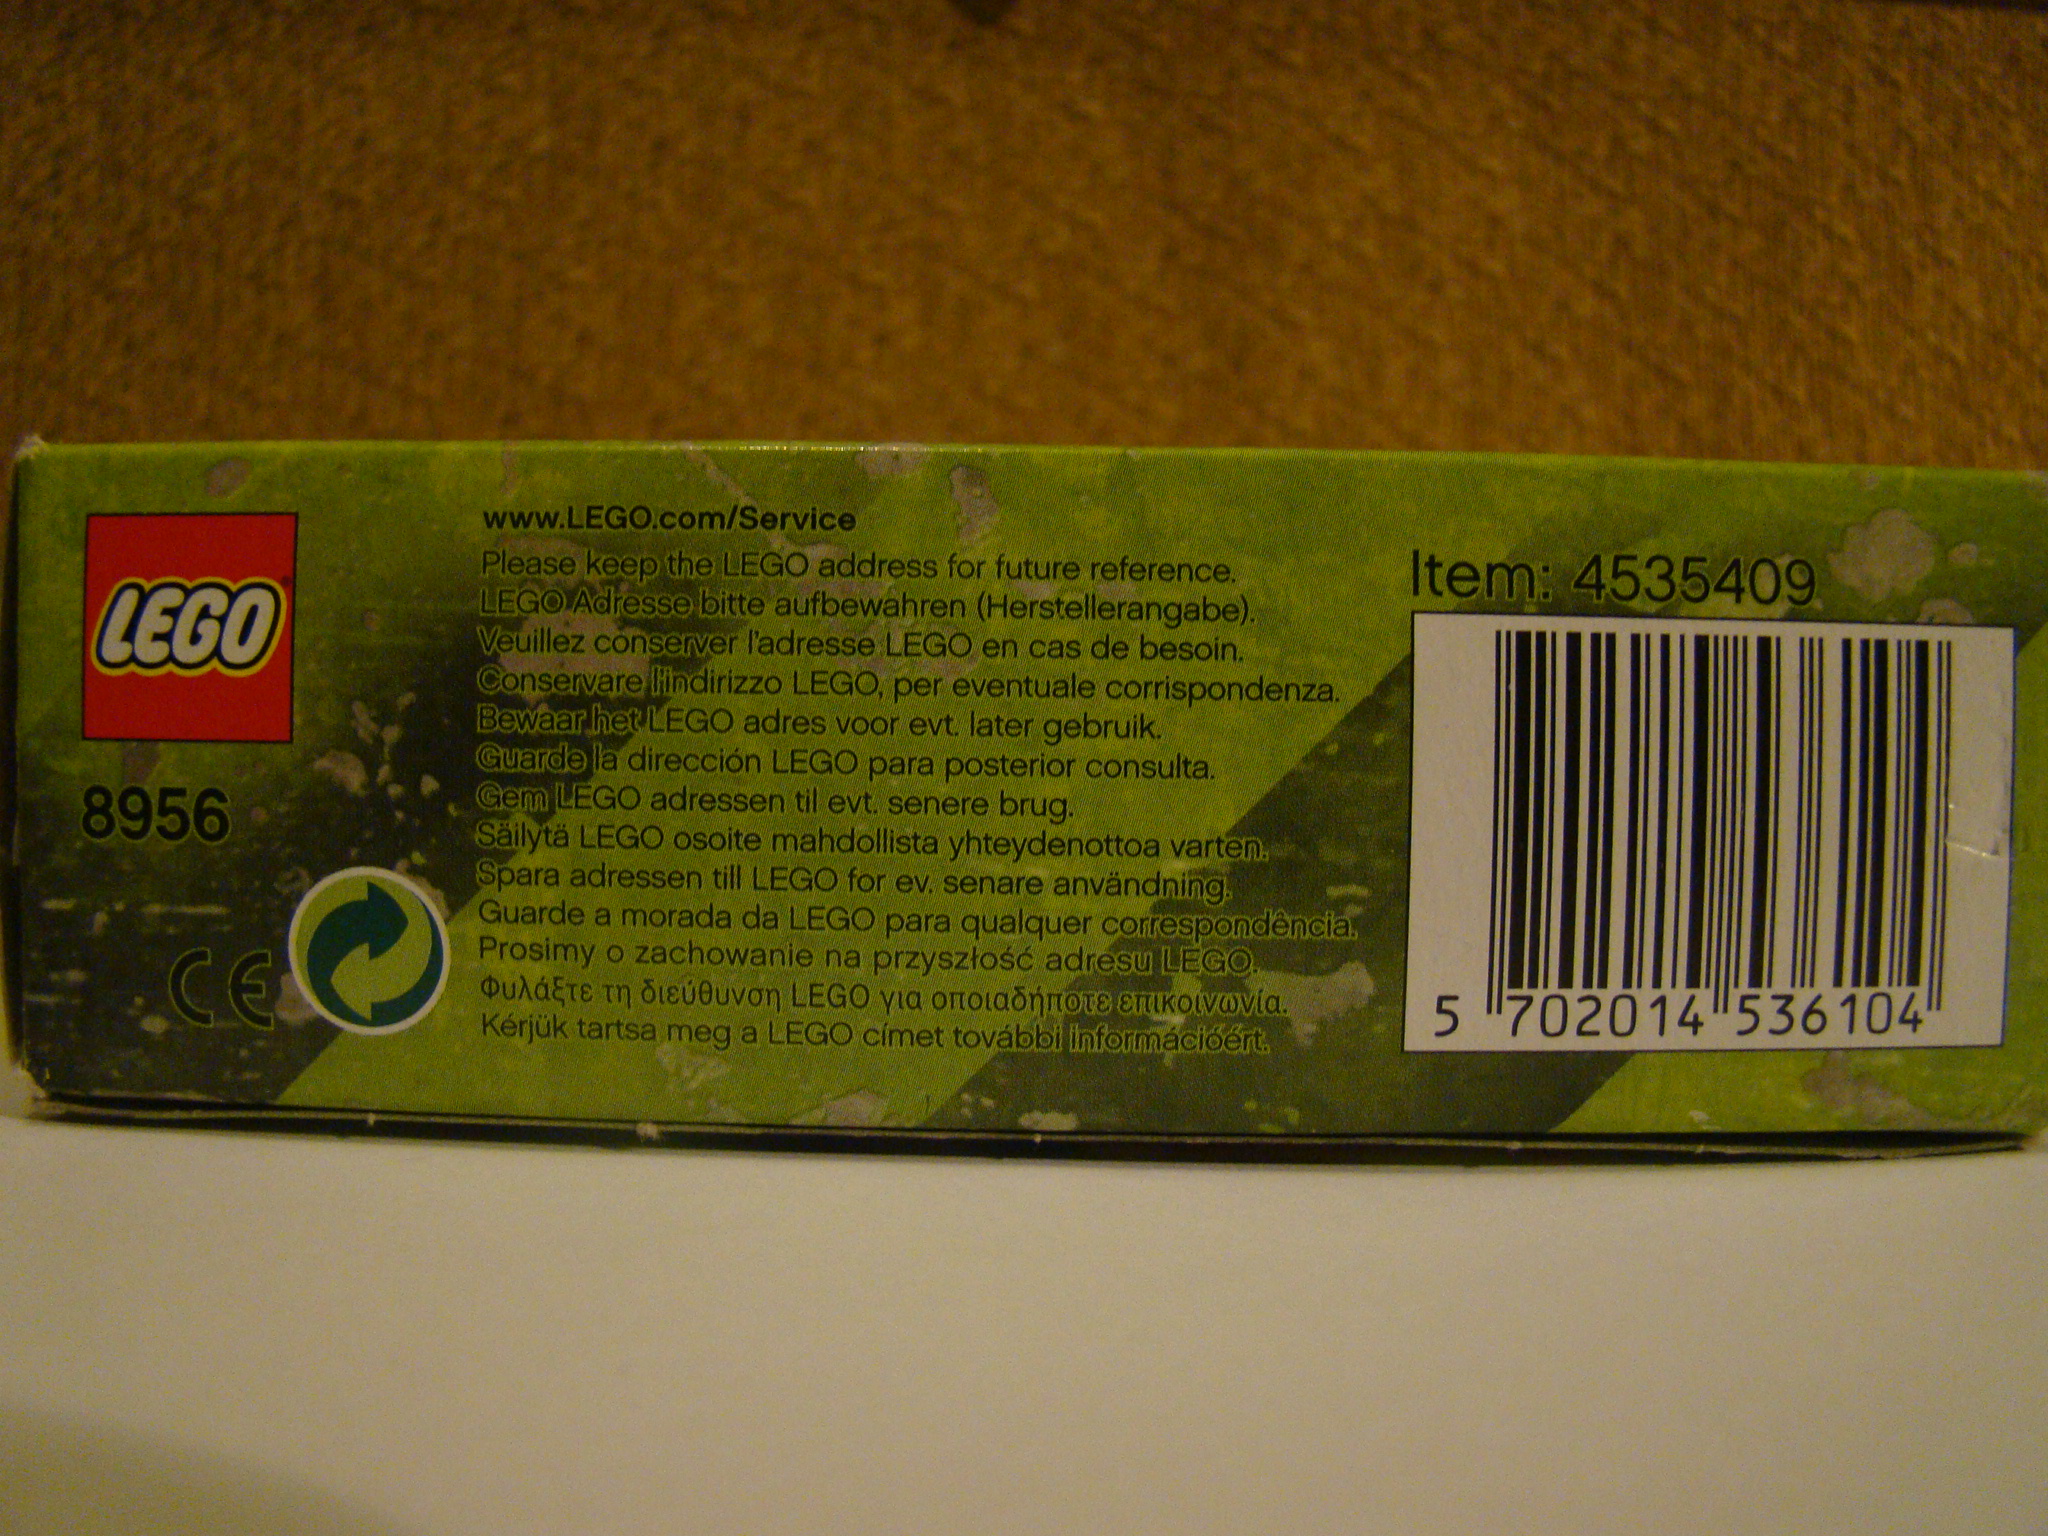 LEGO
8956
CE
www.LEGO.com/Service
Please keep the LEGO address for future reference.
LEGO Adresse bitte aufbewahren (Herstellerangabe).
Veuillez conserver l'adresse LEGO en cas de besoin.
Conservare l'indirizzo LEGO, per eventuale corrispondenza.
Bewaar het LEGO adres voor evt. later gebruik.
Guarde la dirección LEGO para posterior consulta.
Gem LEGO adressen til evt. senere brug.
Säilytä LEGO osoite mahdollista yhteydenottoa varten.
Spara adressen till LEGO for ev. senare användning.
Guarde a morada da LEGO para qualquer correspondência.
Prosimy o zachowanie na przyszłość adresu LEGO.
Φυλάξτε τη διεύθυνση LEGO για οποιαδήποτε επικοινωνία.
Kérjük tartsa meg a LEGO címet további információért.
Item: 4535409
5 702014 536104